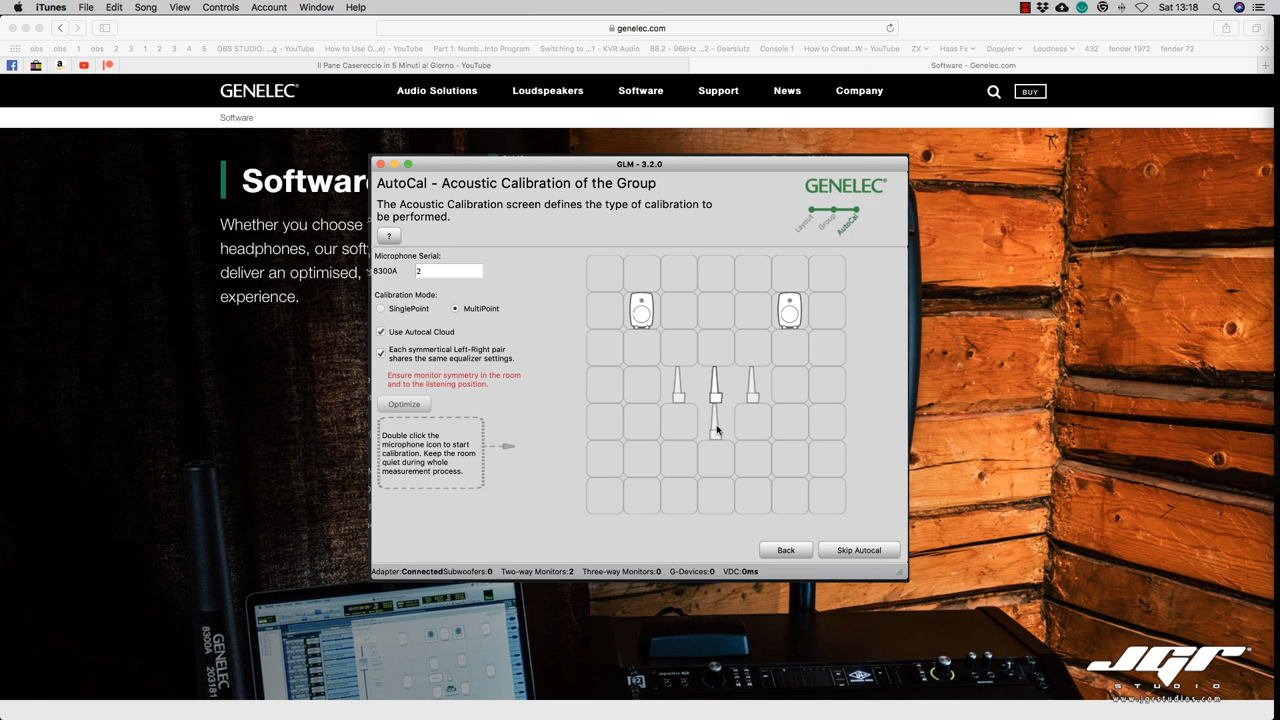 iTunes File Edit Song View Controls Account Window Help
Sat 13:18
genelec.com
obs obs 1 obs 2 3 1 2 3 4 5 OBS STUDIO: ...g - YouTube How to Use O...e) - YouTube Part 1: Numb...Into Program Switching to ...? - KVR Audio 88.2 - 96kHz ...2 - Gearslutz Console 1 How to Creat...W - YouTube ZX Haas Fx Doppler Loudness 432 fender 1972 fender 72
Il Pane Casereccio in 5 Minuti al Giorno - YouTube
Software - Genelec.com
GENELEC® Audio Solutions Loudspeakers Software Support News Company BUY
Software
Softwar
Whether you choose
headphones, our soft
deliver an optimised,
experience.
GLM - 3.2.0
AutoCal - Acoustic Calibration of the Group
The Acoustic Calibration screen defines the type of calibration to
be performed.
?
GENELEC®
Layout Group AutoCal
Microphone Serial:
8300A 2
Calibration Mode:
SinglePoint MultiPoint
Use Autocal Cloud
Each symmertical Left-Right pair
shares the same equalizer settings.
Ensure monitor symmetry in the room
and to the listening position.
Optimize
Double click the
microphone icon to start
calibration. Keep the
room quiet during whole
measurement process.
Back Skip Autocal
Adapter:Connected Subwoofers:0 Two-way Monitors:2 Three-way Monitors:0 G-Devices:0 VDC:0ms
GENELEC
8300A 203181
JGR
STUDIO
www.jgrstudios.com